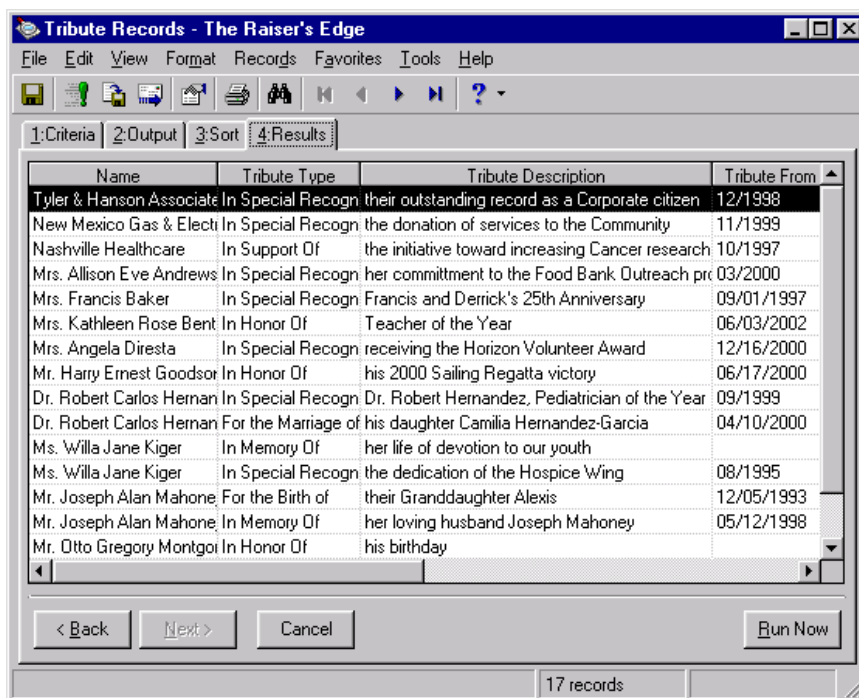 Tribute Records - The Raiser's Edge
File Edit View Format Records Favorites Tools Help
1:Criteria 2:Output 3:Sort 4:Results
Name Tribute Type Tribute Description Tribute From
Tyler & Hanson Associate In Special Recogn their outstanding record as a Corporate citizen 12/1998
New Mexico Gas & Electr In Special Recogn the donation of services to the Community 11/1999
Nashville Healthcare In Support Of the initiative toward increasing Cancer research 10/1997
Mrs. Allison Eve Andrews In Special Recogn her committment to the Food Bank Outreach pro 03/2000
Mrs. Francis Baker In Special Recogn Francis and Derrick's 25th Anniversary 09/01/1997
Mrs. Kathleen Rose Bent In Honor Of Teacher of the Year 06/03/2002
Mrs. Angela Diresta In Special Recogn receiving the Horizon Volunteer Award 12/16/2000
Mr. Harry Ernest Goodsor In Honor Of his 2000 Sailing Regatta victory 06/17/2000
Dr. Robert Carlos Hernan In Special Recogn Dr. Robert Hernandez, Pediatrician of the Year 09/1999
Dr. Robert Carlos Hernan For the Marriage of his daughter Camilia Hernandez-Garcia 04/10/2000
Ms. Willa Jane Kiger In Memory Of her life of devotion to our youth
Ms. Willa Jane Kiger In Special Recogn the dedication of the Hospice Wing 08/1995
Mr. Joseph Alan Mahone For the Birth of their Granddaughter Alexis 12/05/1993
Mr. Joseph Alan Mahone In Memory Of her loving husband Joseph Mahoney 05/12/1998
Mr. Otto Gregory Montgo In Honor Of his birthday
< Back Next > Cancel Run Now
17 records